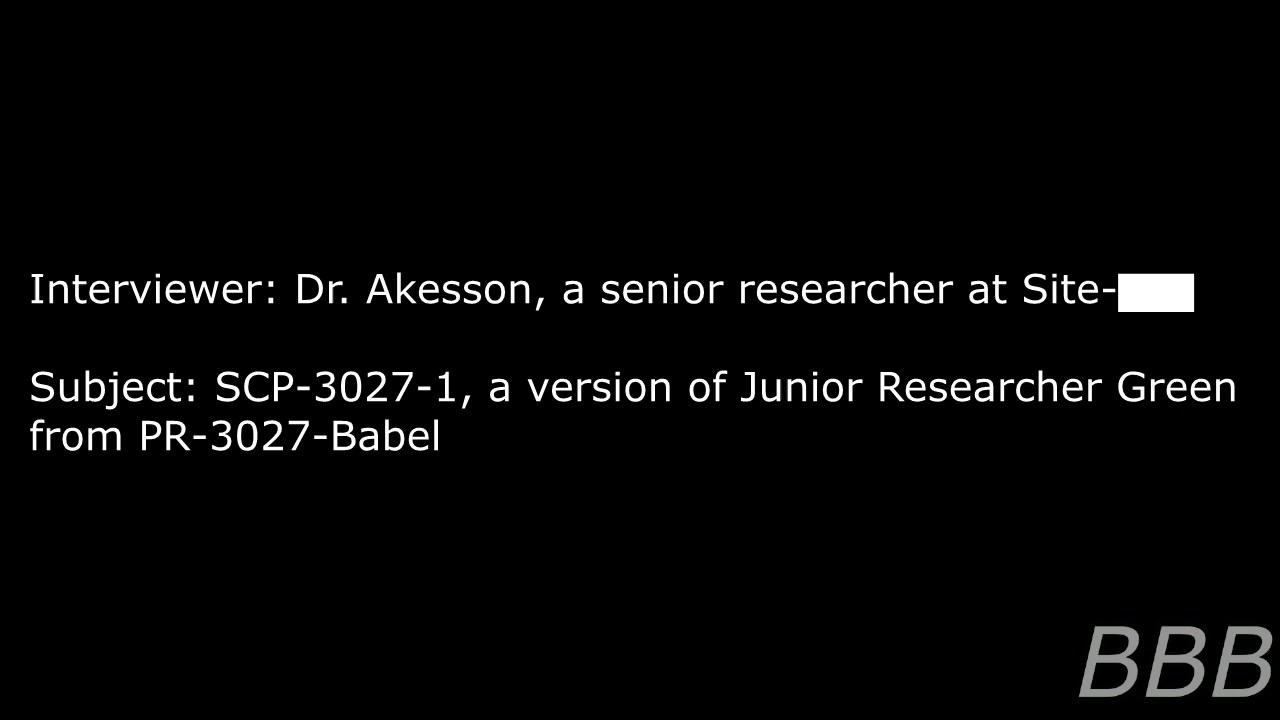 Interviewer: Dr. Akesson, a senior researcher at Site-███
Subject: SCP-3027-1, a version of Junior Researcher Green
from PR-3027-Babel
BBB